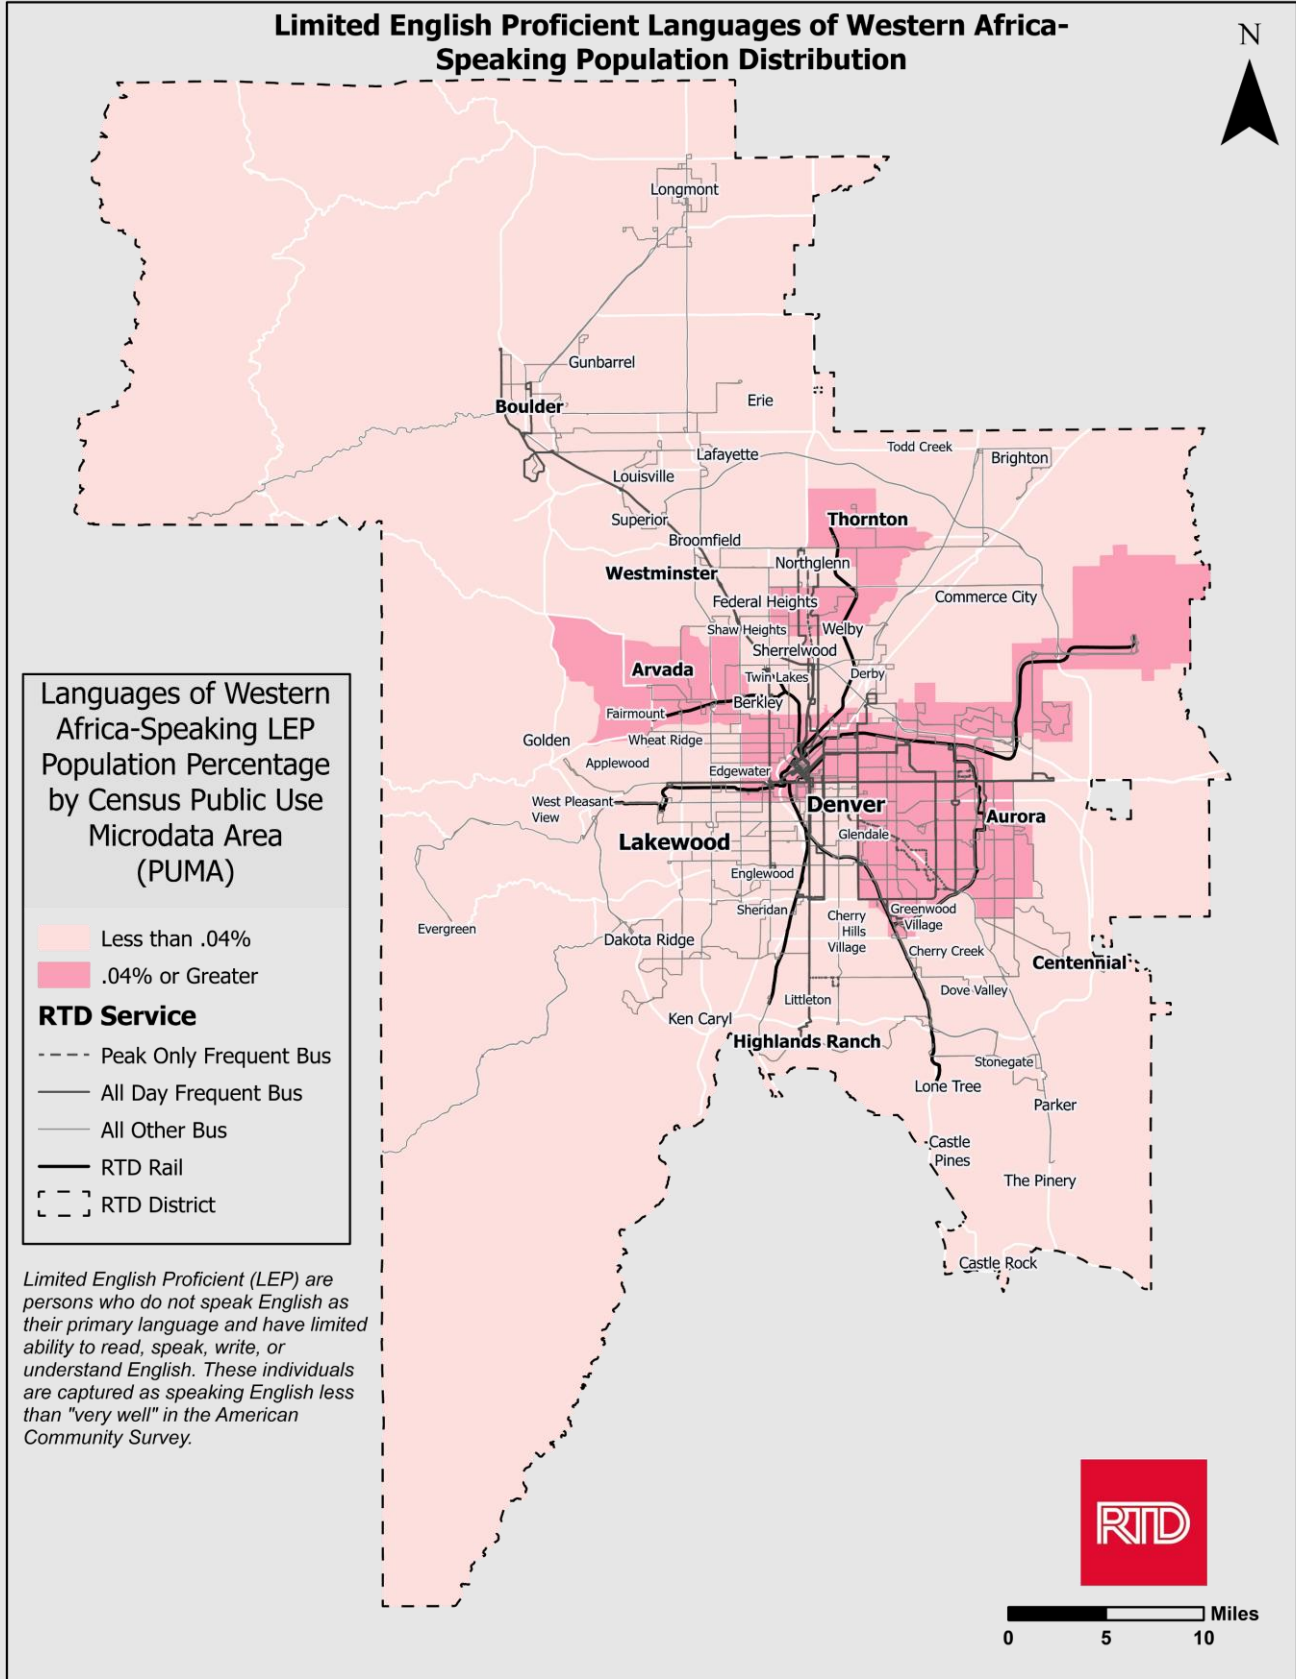 Limited English Proficient Languages of Western Africa-
Speaking Population Distribution
N
Longmont
Gunbarrel
Boulder
Erie
Todd Creek
Lafayette
Brighton
Louisville
Superior
Thornton
Broomfield
Northglenn
Westminster
Federal Heights
Commerce City
Shaw Heights
Welby
Sherrelwood
Arvada
Twin Lakes
Derby
Berkley
Fairmount
Golden
Wheat Ridge
Applewood
Edgewater
West Pleasant
View
Denver
Aurora
Lakewood
Glendale
Englewood
Sheridan
Greenwood
Village
Cherry
Hills
Village
Evergreen
Dakota Ridge
Cherry Creek
Centennial
Dove Valley
Littleton
Ken Caryl
Highlands Ranch
Stonegate
Lone Tree
Parker
Castle
Pines
The Pinery
Castle Rock
Languages of Western
Africa-Speaking LEP
Population Percentage
by Census Public Use
Microdata Area
(PUMA)
Less than .04%
.04% or Greater
RTD Service
Peak Only Frequent Bus
All Day Frequent Bus
All Other Bus
RTD Rail
RTD District
Limited English Proficient (LEP) are
persons who do not speak English as
their primary language and have limited
ability to read, speak, write, or
understand English. These individuals
are captured as speaking English less
than "very well" in the American
Community Survey.
RTD
Miles
0 5 10